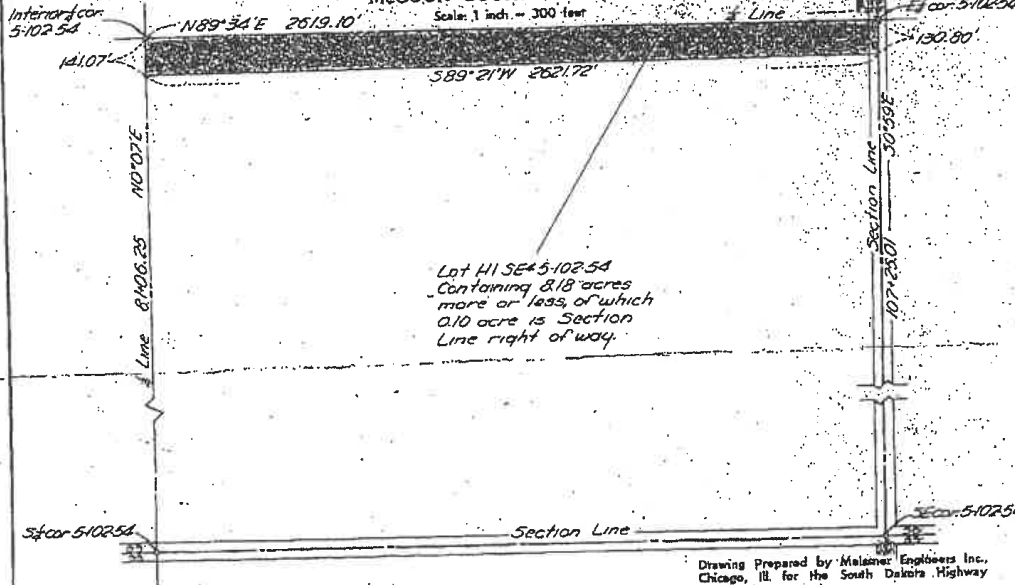 Scale: 1 inch = 300 feet
Interior ¼ cor.
5-102-54
N89°34'E 2619.10'
¼ Line
E¼ cor. 5-102-54
141.07'
130.80'
S89°21'W 2621.72'
N0°07'E
S0°59'E
Section Line
107+25.01
Lot H1 SE¼ 5-102-54
Containing 8.18 acres
more or less, of which
0.10 acre is Section
Line right of way.
¼ Line
S¼ cor. 5-102-54
Section Line
SE cor. 5-102-54
33
33
33
33
Drawing Prepared by Meissner Engineers Inc.,
Chicago, Ill. for the South Dakota Highway